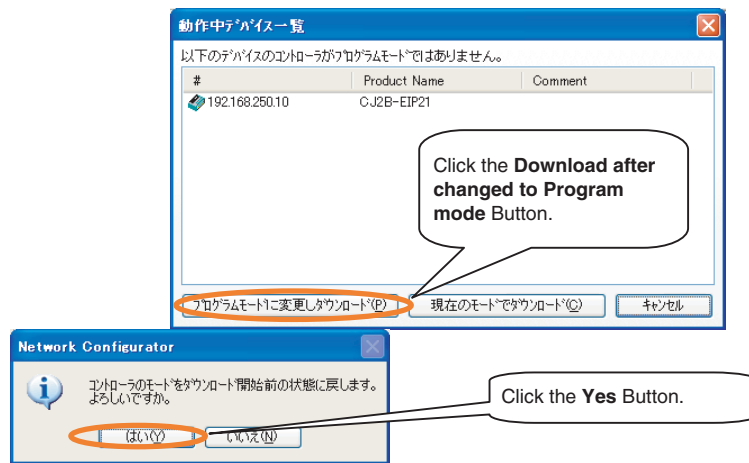 動作中ﾃﾞﾊﾞｲｽ一覧
以下のﾃﾞﾊﾞｲｽのｺﾝﾄﾛｰﾗがﾌﾟﾛｸﾞﾗﾑﾓｰﾄﾞではありません。
# Product Name Comment
192.168.250.10 CJ2B-EIP21
Click the Download after
changed to Program
mode Button.
ﾌﾟﾛｸﾞﾗﾑﾓｰﾄﾞに変更しﾀﾞｳﾝﾛｰﾄﾞ(P) 現在のﾓｰﾄﾞでﾀﾞｳﾝﾛｰﾄﾞ(C) ｷｬﾝｾﾙ
Network Configurator
ｺﾝﾄﾛｰﾗのﾓｰﾄﾞをﾀﾞｳﾝﾛｰﾄﾞ開始前の状態に戻します。
よろしいですか。
Click the Yes Button.
はい(Y) いいえ(N)